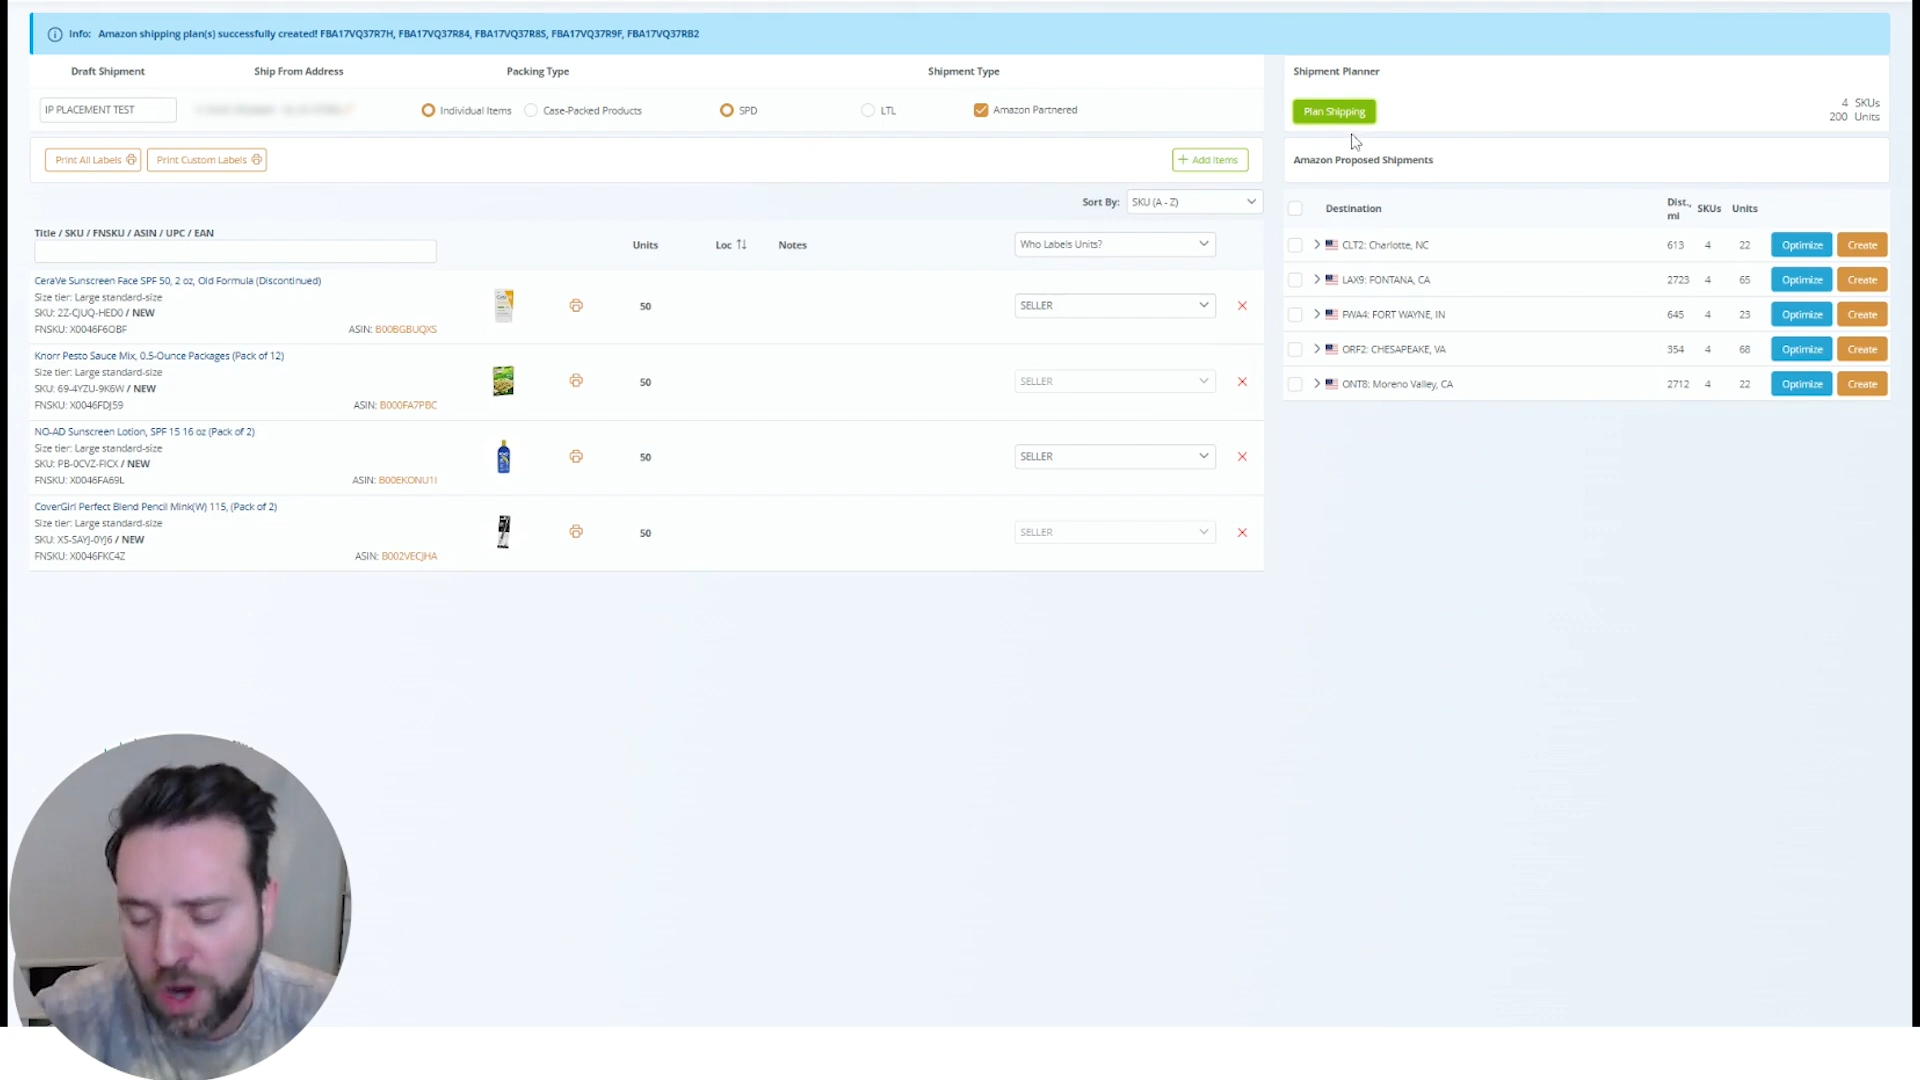 Info: Amazon shipping plan(s) successfully created! FBA17VQ37R7H, FBA17VQ37R84, FBA17VQ37R8S, FBA17VQ37R9F, FBA17VQ37RB2
Draft Shipment Ship From Address Packing Type Shipment Type
IP PLACEMENT TEST Individual Items Case-Packed Products SPD LTL Amazon Partnered
Print All Labels Print Custom Labels + Add Items
Sort By: SKU (A - Z)
Title / SKU / FNSKU / ASIN / UPC / EAN
Units Loc Notes Who Labels Units?
CeraVe Sunscreen Face SPF 50, 2 oz, Old Formula (Discontinued)
Size tier: Large standard-size
SKU: 2Z-CJUQ-HED0 / NEW
FNSKU: X0046F6OBF ASIN: B00BGBUQXS
50 SELLER
Knorr Pesto Sauce Mix, 0.5-Ounce Packages (Pack of 12)
Size tier: Large standard-size
SKU: 69-4YZU-9K6W / NEW
FNSKU: X0046FDJ59 ASIN: B000FA7PBC
50 SELLER
NO-AD Sunscreen Lotion, SPF 15 16 oz (Pack of 2)
Size tier: Large standard-size
SKU: PB-0CVZ-FICX / NEW
FNSKU: X0046FA69L ASIN: B00EKONU1I
50 SELLER
CoverGirl Perfect Blend Pencil Mink(W) 115, (Pack of 2)
Size tier: Large standard-size
SKU: XS-SAYJ-0YJ6 / NEW
FNSKU: X0046FKC4Z ASIN: B002VECJHA
50 SELLER
Shipment Planner
Plan Shipping
4 SKUs
200 Units
Amazon Proposed Shipments
Destination Dist., mi SKUs Units
CLT2: Charlotte, NC 613 4 22 Optimize Create
LAX9: FONTANA, CA 2723 4 65 Optimize Create
FWA4: FORT WAYNE, IN 645 4 23 Optimize Create
ORF2: CHESAPEAKE, VA 354 4 68 Optimize Create
ONT8: Moreno Valley, CA 2712 4 22 Optimize Create